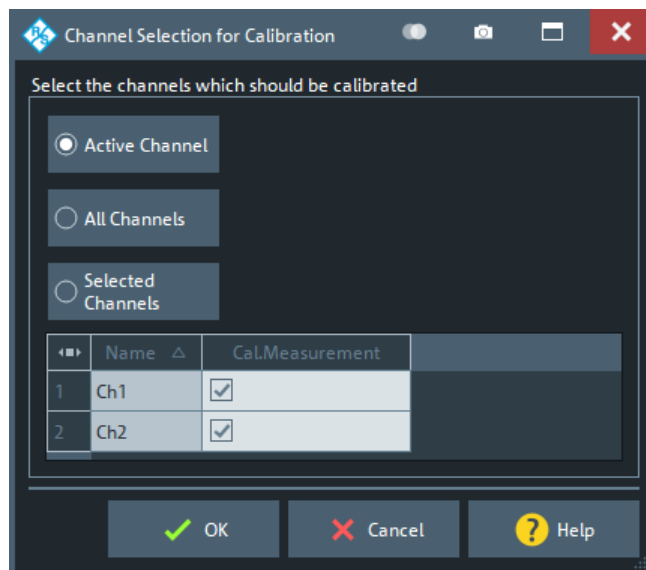 R&S Channel Selection for Calibration
Select the channels which should be calibrated
Active Channel
All Channels
Selected
Channels
Name Cal.Measurement
1 Ch1
2 Ch2
OK Cancel ? Help